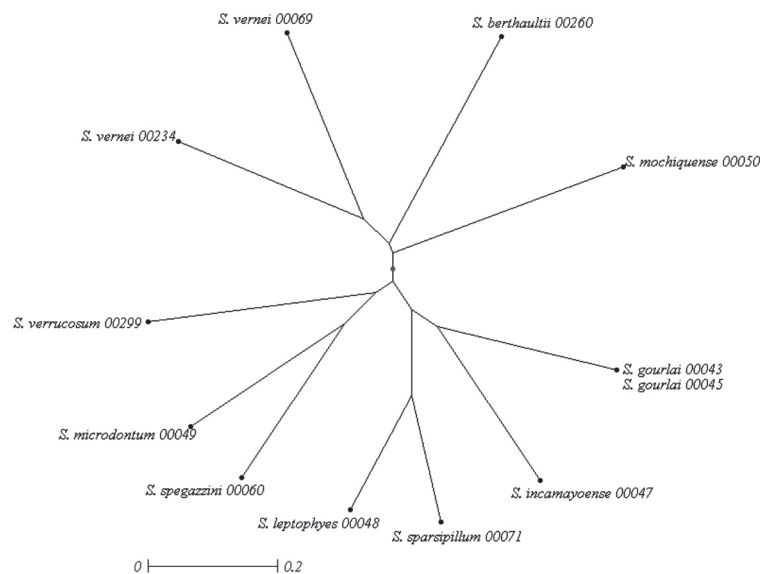 S. vernei 00069
S. berthaultii 00260
S. vernei 00234
S. mochiquense 00050
S. verrucosum 00299
S. gourlai 00043
S. gourlai 00045
S. microdontum 00049
S. spegazzini 00060
S. incamayoense 00047
S. leptophyes 00048
S. sparsipillum 00071
0 0.2